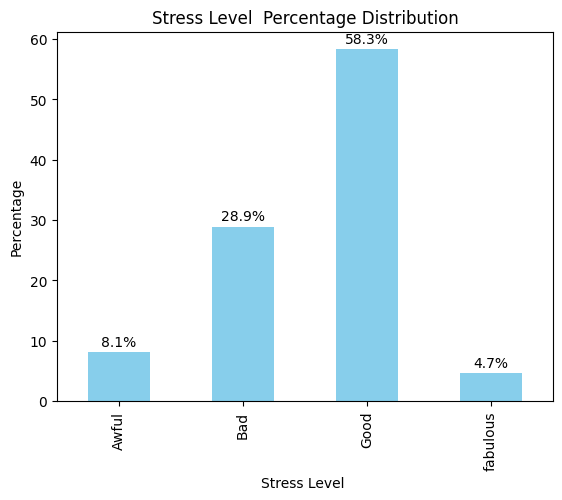 Stress Level  Percentage Distribution
Percentage
60
50
40
30
20
10
0
8.1%
28.9%
58.3%
4.7%
Awful
Bad
Good
fabulous
Stress Level